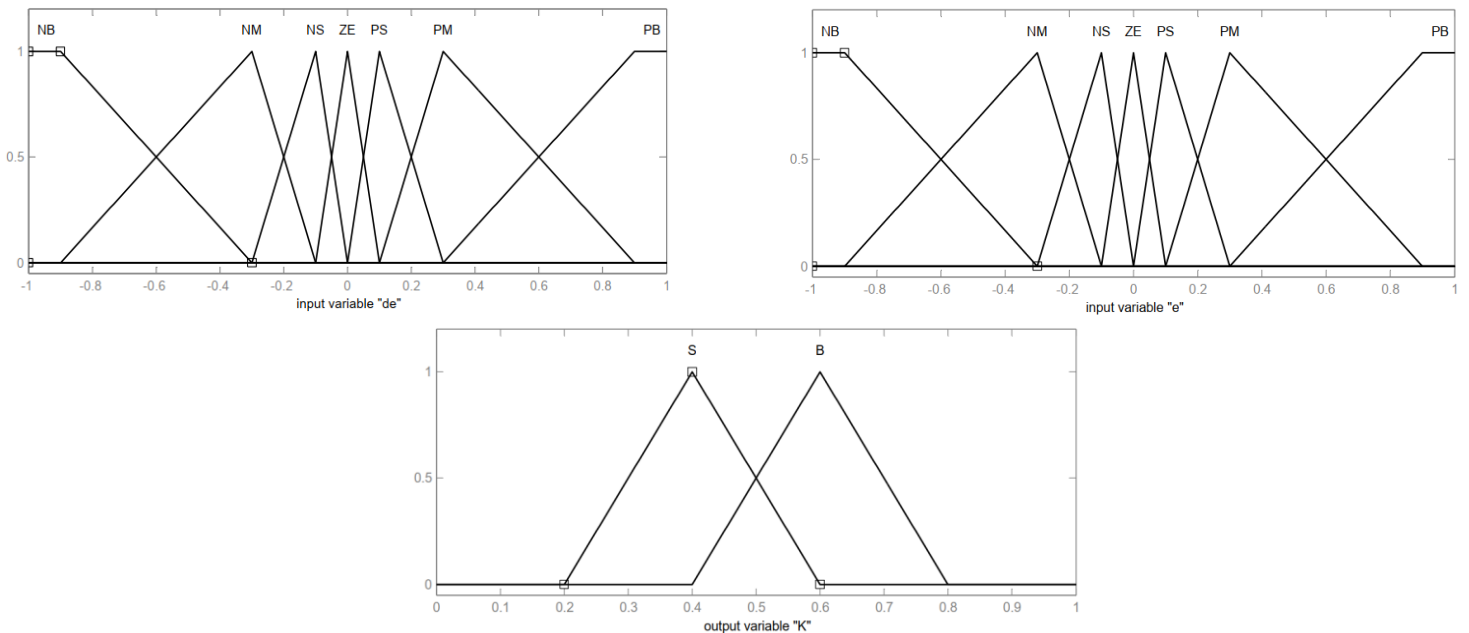 NB NM NS ZE PS PM PB
1
0.5
0
-1 -0.8 -0.6 -0.4 -0.2 0 0.2 0.4 0.6 0.8 1
input variable "de"
NB NM NS ZE PS PM PB
1
0.5
0
-1 -0.8 -0.6 -0.4 -0.2 0 0.2 0.4 0.6 0.8 1
input variable "e"
S B
1
0.5
0
0 0.1 0.2 0.3 0.4 0.5 0.6 0.7 0.8 0.9 1
output variable "K"